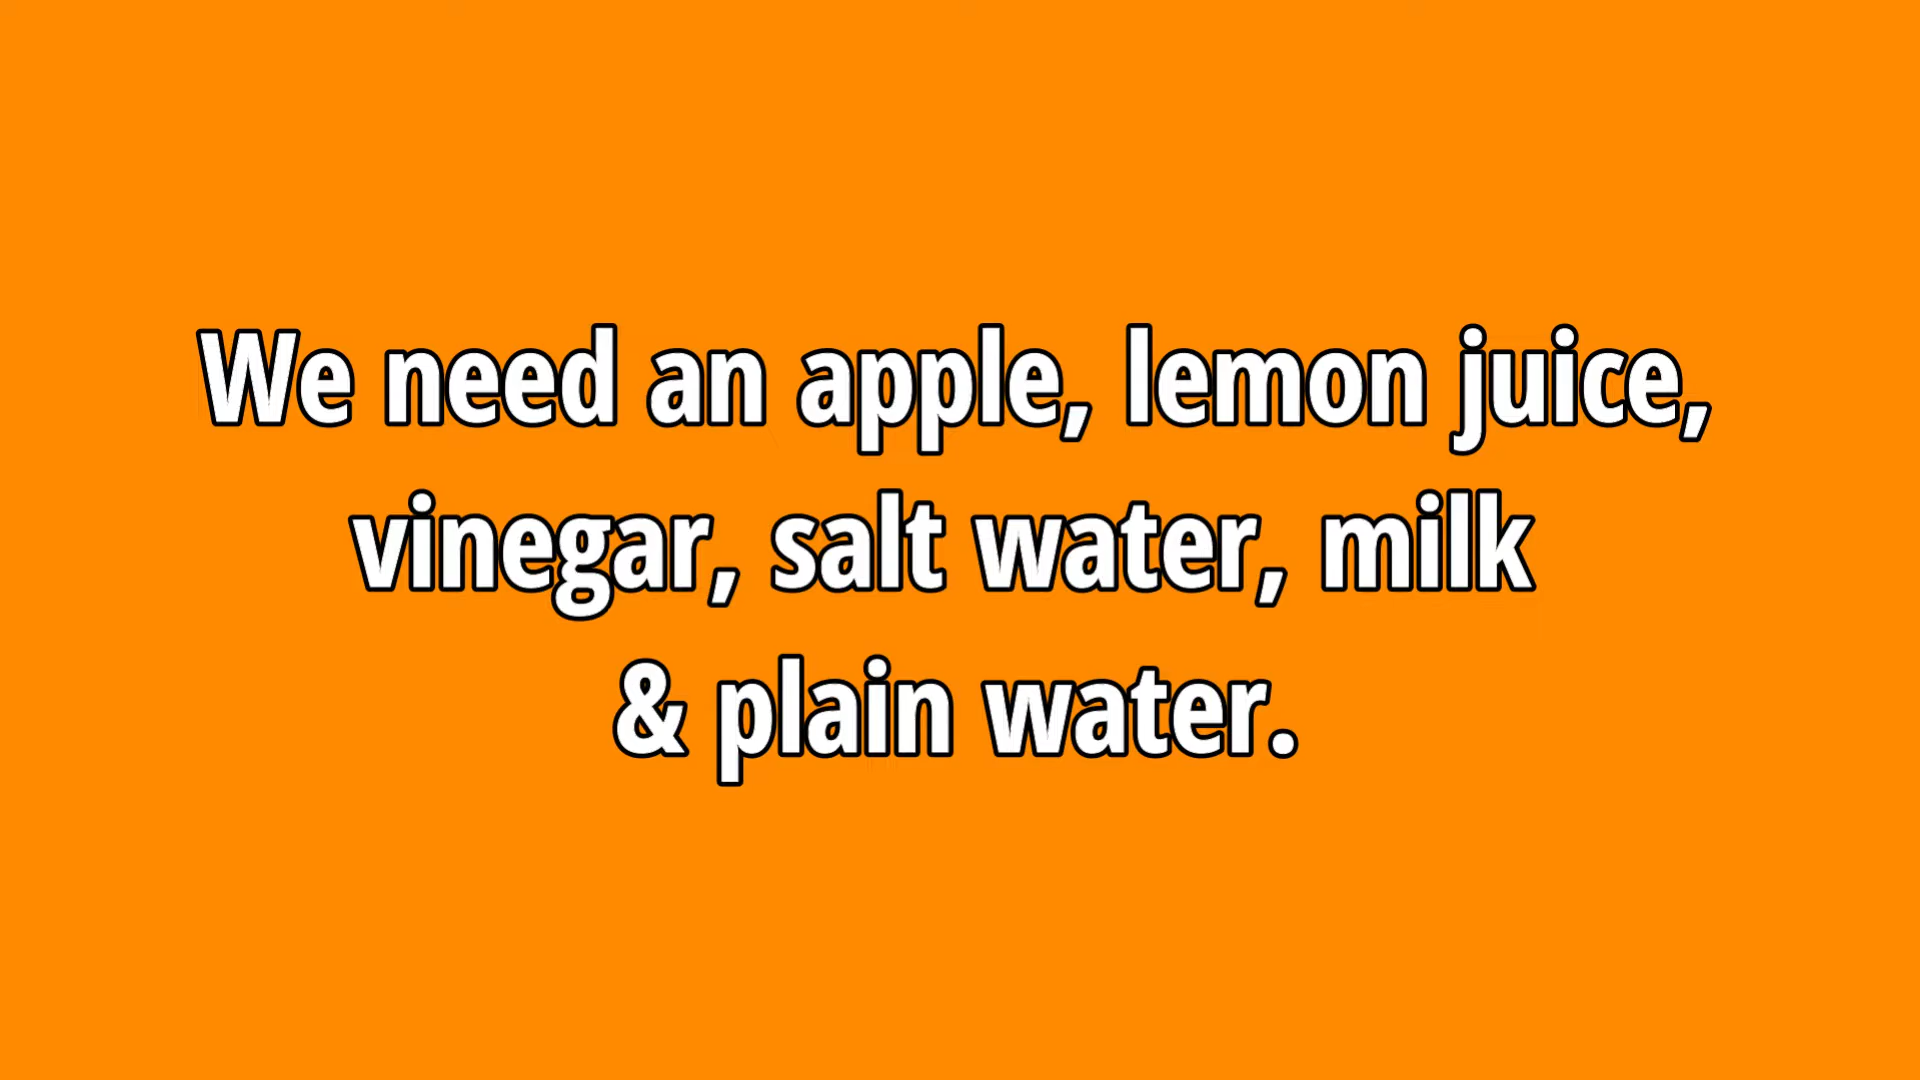 We need an apple, lemon juice,
vinegar, salt water, milk
& plain water.